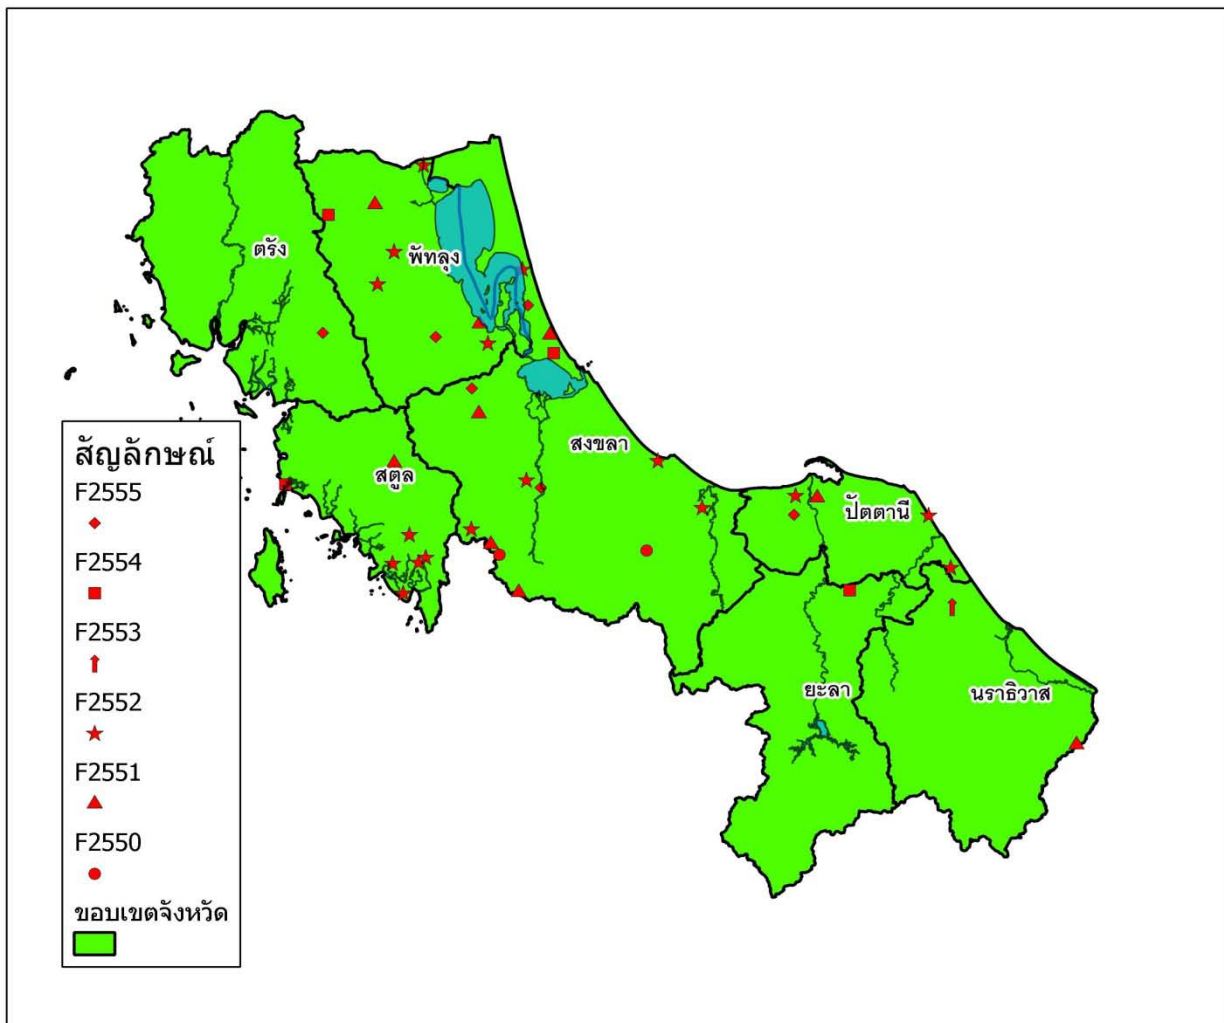 ตรัง
พัทลุง
สงขลา
สตูล
ปัตตานี
ยะลา
นราธิวาส
สัญลักษณ์
F2555
F2554
F2553
F2552
F2551
F2550
ขอบเขตจังหวัด